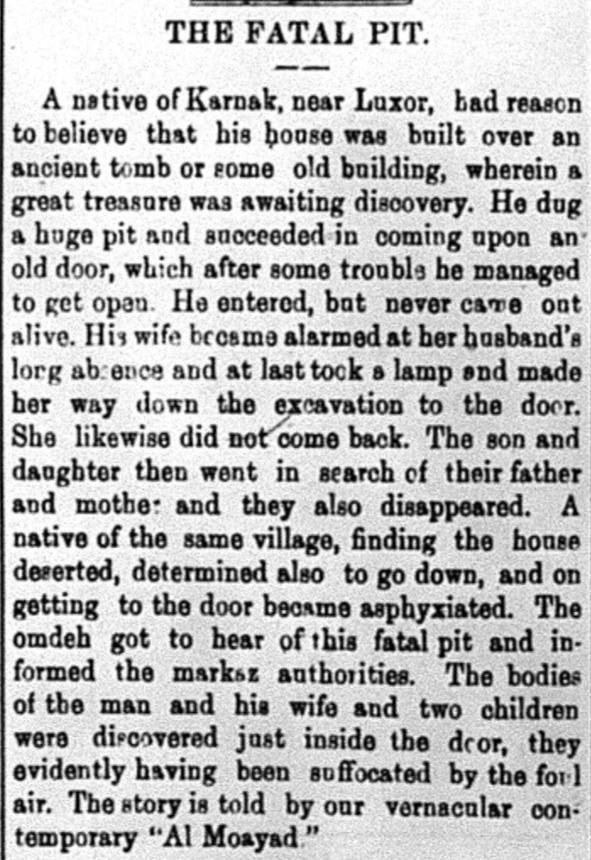 THE FATAL PIT.
A native of Karnak, near Luxor, had reason
to believe that his house was built over an
ancient tomb or some old building, wherein a
great treasure was awaiting discovery. He dug
a huge pit and succeeded in coming upon an
old door, which after some trouble he managed
to get open. He entered, but never came out
alive. His wife became alarmed at her husband's
long absence and at last took a lamp and made
her way down the excavation to the door.
She likewise did not come back. The son and
daughter then went in search of their father
and mother and they also disappeared. A
native of the same village, finding the house
deserted, determined also to go down, and on
getting to the door became asphyxiated. The
omdeh got to hear of this fatal pit and in-
formed the markaz authorities. The bodies
of the man and his wife and two children
were discovered just inside the door, they
evidently having been suffocated by the foul
air. The story is told by our vernacular con-
temporary "Al Moayad."